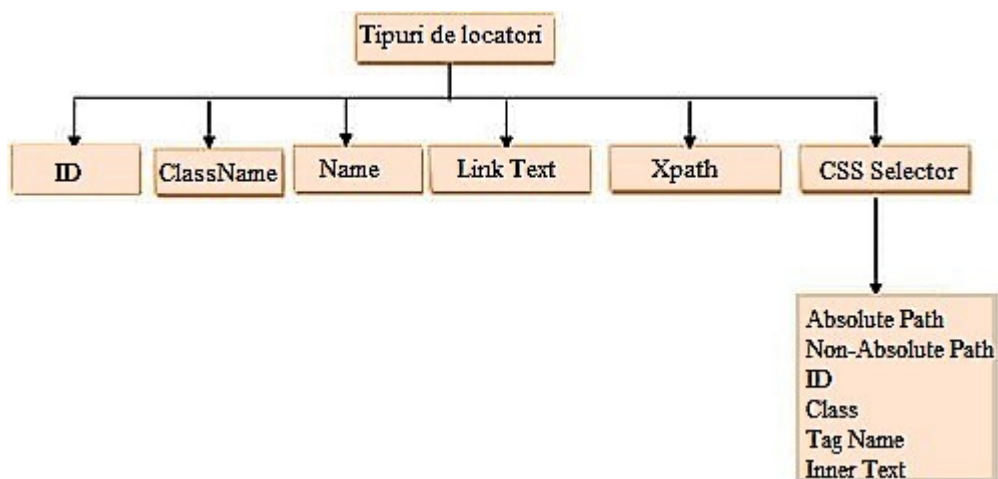 Tipuri de locatori
ID
ClassName
Name
Link Text
Xpath
CSS Selector
Absolute Path
Non-Absolute Path
ID
Class
Tag Name
Inner Text